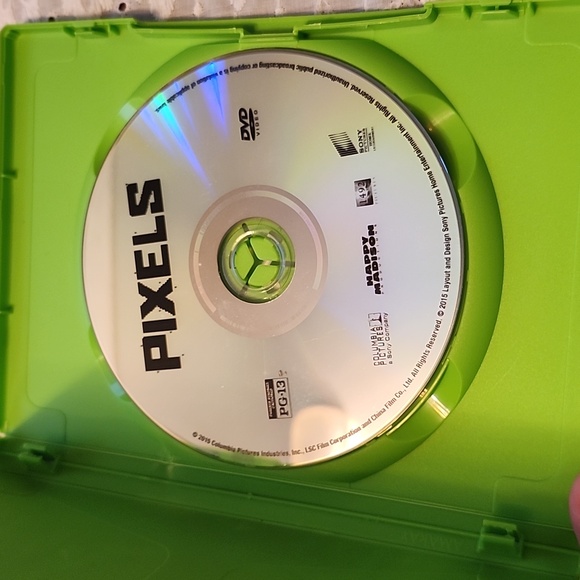 PIXELS
DVD
VIDEO
SONY
PICTURES
1492
HAPPY
MADISON
COLUMBIA
PICTURES
a Sony Company
PG-13
© 2015 Columbia Pictures Industries, Inc., LSC Film Corporation and China Film Co., Ltd. All Rights Reserved. © 2015 Layout and Design Sony Pictures Home Entertainment Inc. All Rights Reserved. Unauthorized public broadcasting or copying is a violation of applicable laws.